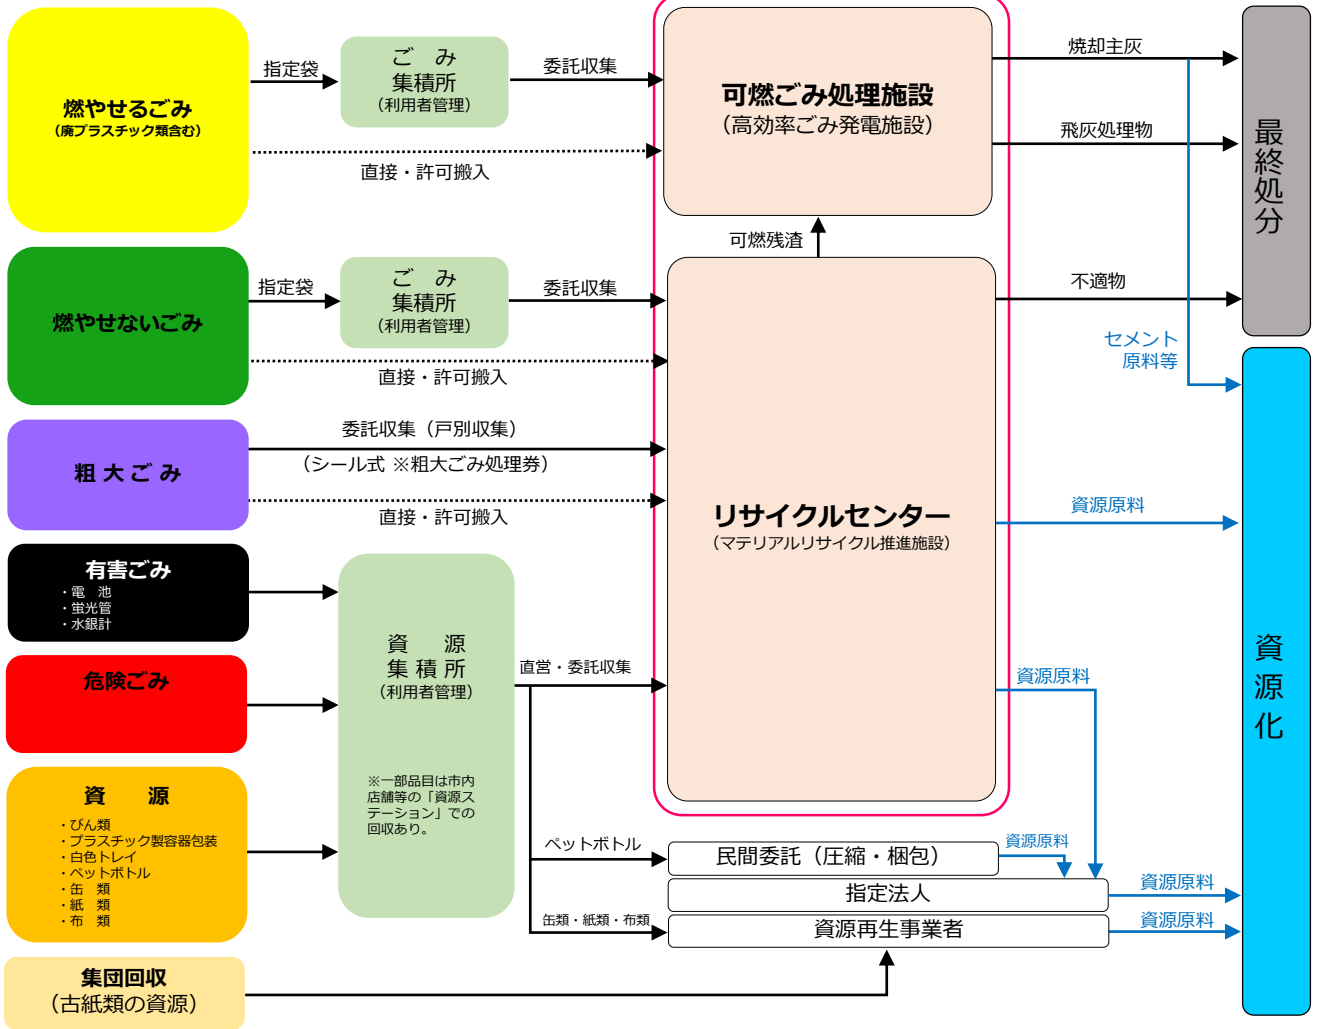 燃やせるごみ
（廃プラスチック類含む）
指定袋
ご　み
集積所
（利用者管理）
委託収集
直接・許可搬入
可燃ごみ処理施設
（高効率ごみ発電施設）
焼却主灰
飛灰処理物
最終処分
可燃残渣
燃やせないごみ
指定袋
ご　み
集積所
（利用者管理）
委託収集
直接・許可搬入
不適物
セメント
原料等
粗 大 ご み
委託収集（戸別収集）
（シール式 ※粗大ごみ処理券）
直接・許可搬入
リサイクルセンター
（マテリアルリサイクル推進施設）
資源原料
資源化
有害ごみ
・電　池
・蛍光管
・水銀計
危険ごみ
資　源
集 積 所
（利用者管理）
※一部品目は市内
店舗等の「資源ス
テーション」での
回収あり。
直営・委託収集
資源原料
資　源
・びん類
・プラスチック製容器包装
・白色トレイ
・ペットボトル
・缶　類
・紙　類
・布　類
ペットボトル
民間委託（圧縮・梱包）
資源原料
指定法人
資源原料
缶類・紙類・布類
資源再生事業者
資源原料
集団回収
（古紙類の資源）